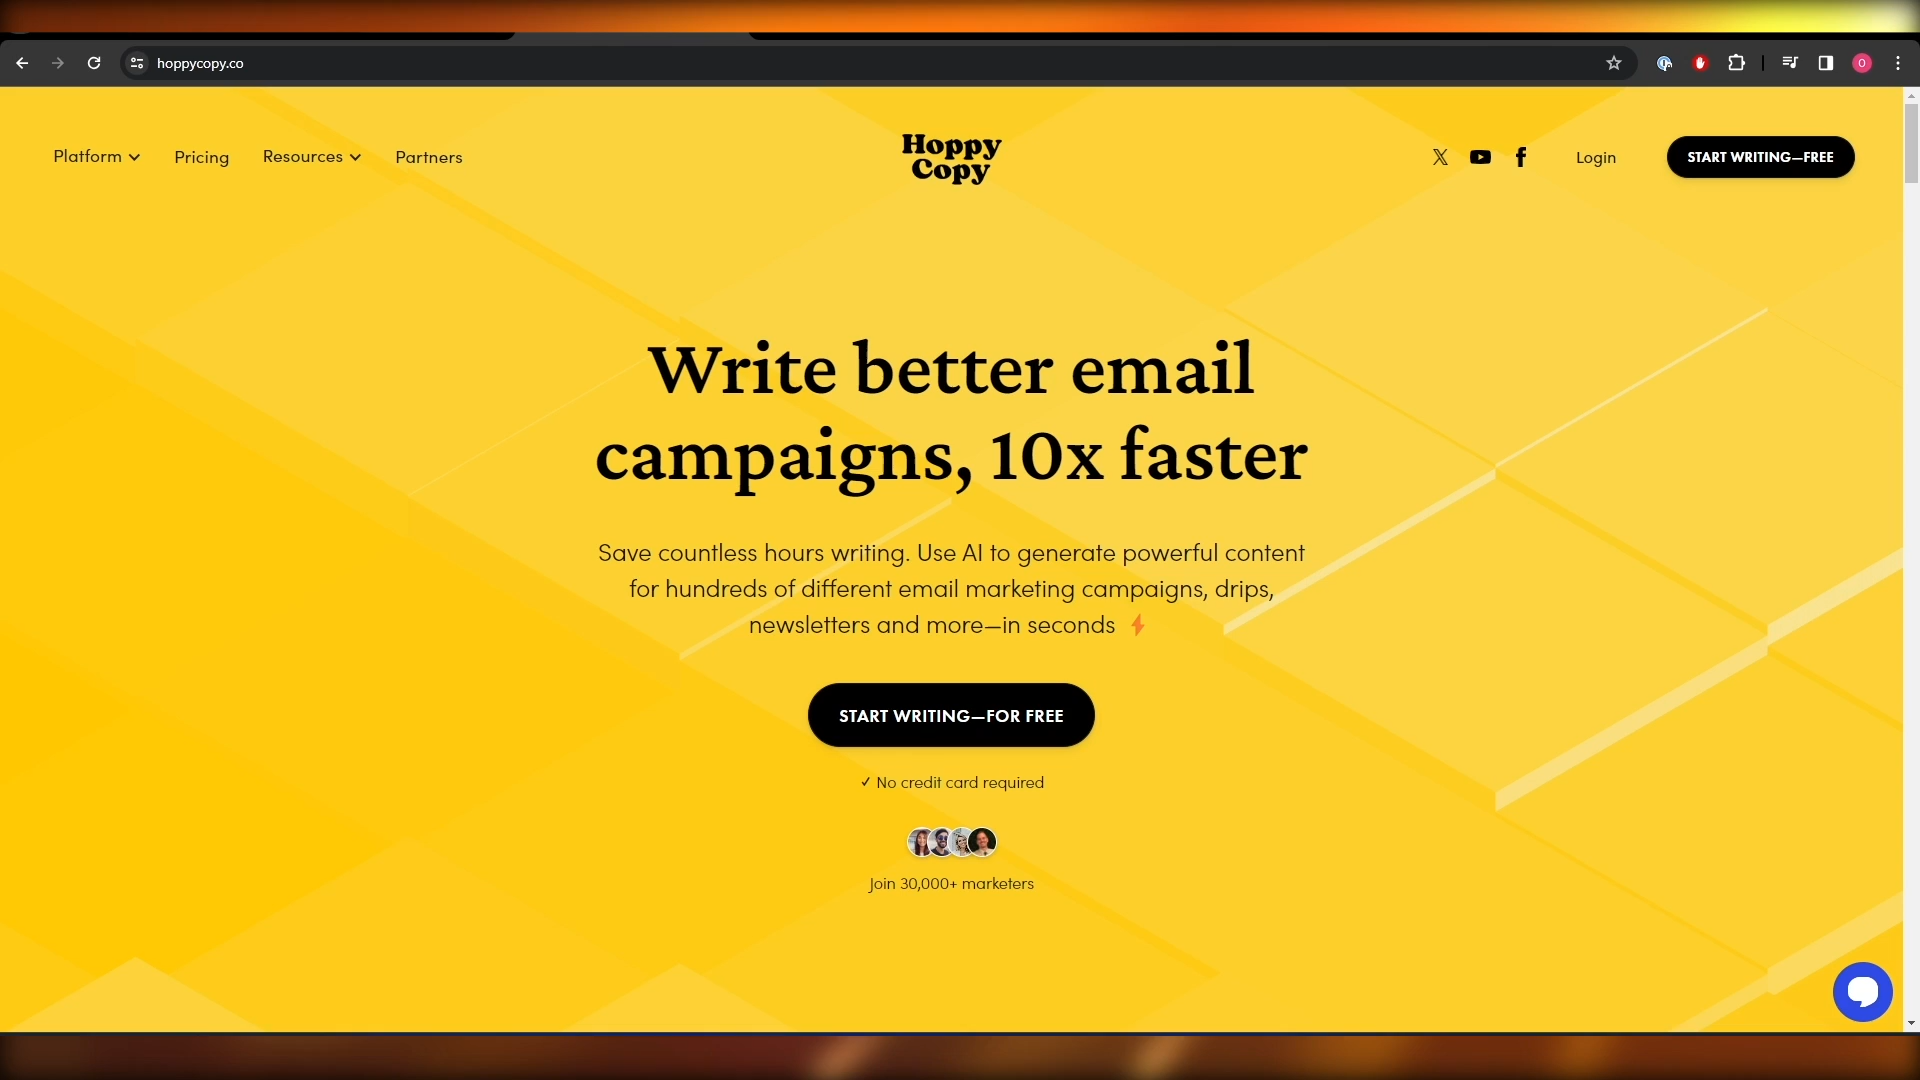 hoppycopy.co
O
Platform
Pricing
Resources
Partners
Hoppy
Copy
Login
START WRITING—FREE
Write better email
campaigns, 10x faster
Save countless hours writing. Use AI to generate powerful content
for hundreds of different email marketing campaigns, drips,
newsletters and more—in seconds ⚡
START WRITING—FOR FREE
✓ No credit card required
Join 30,000+ marketers